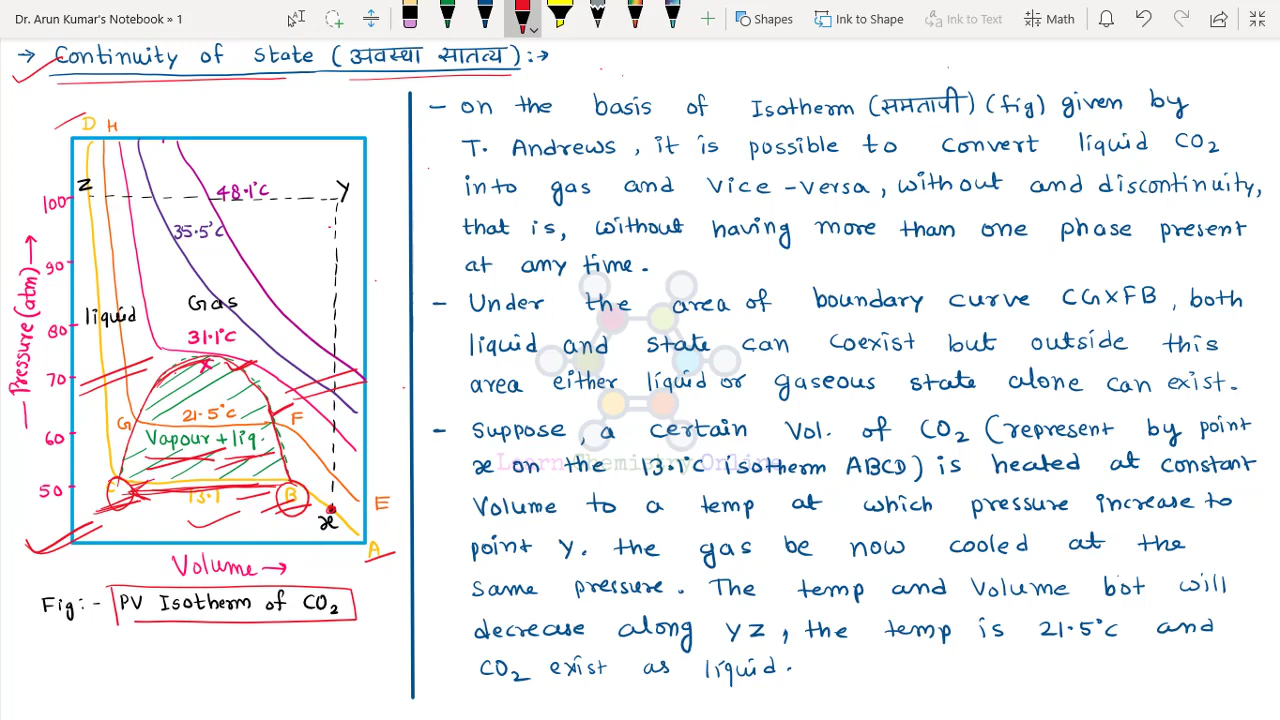 Dr. Arun Kumar's Notebook » 1
Shapes
Ink to Shape
Ink to Text
Math
→ Continuity of state (अवस्था सातत्य) :→
D H
Z
Y
100
48.1°C
35.5°C
90
Gas
liquid
80
31.1°C
70
X
G
21.5°C
F
60
Vapour + liq.
50
C
13.1
B
E
x
A
Pressure (atm) →
Volume →
Fig:- PV Isotherm of CO2
- on the basis of Isotherm (समतापी) (fig) given by
T. Andrews, it is possible to convert liquid CO2
into gas and vice-versa, without and discontinuity,
that is, without having more than one phase present
at any time.
- Under the area of boundary curve CGXFB, both
liquid and state can coexist but outside this
area either liquid or gaseous state alone can exist.
- Suppose, a certain Vol. of CO2 (represent by point
x on the 13.1°C isotherm ABCD) is heated at constant
Volume to a temp at which pressure increase to
point Y. the gas be now cooled at the
same pressure. The temp and Volume bot will
decrease along YZ, the temp is 21.5°C and
CO2 exist as liquid.
Learn Chemistry Online